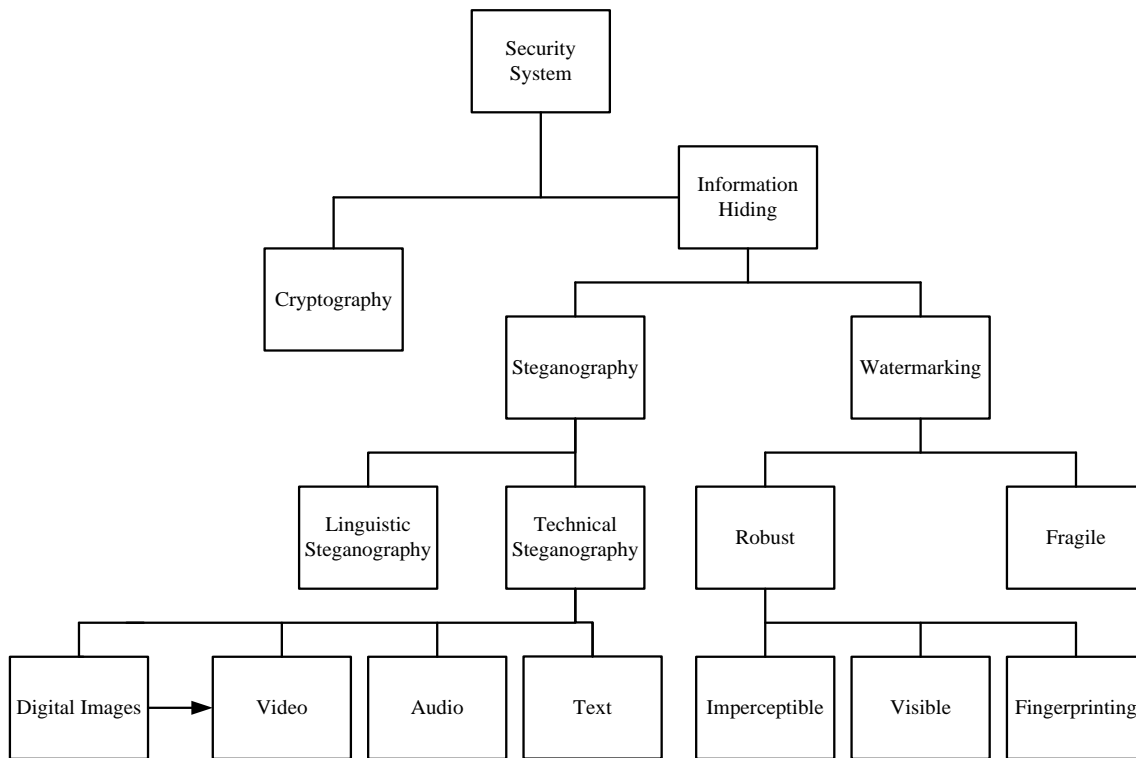 Security
System
Information
Hiding
Cryptography
Steganography
Watermarking
Linguistic
Steganography
Technical
Steganography
Robust
Fragile
Digital Images
Video
Audio
Text
Imperceptible
Visible
Fingerprinting